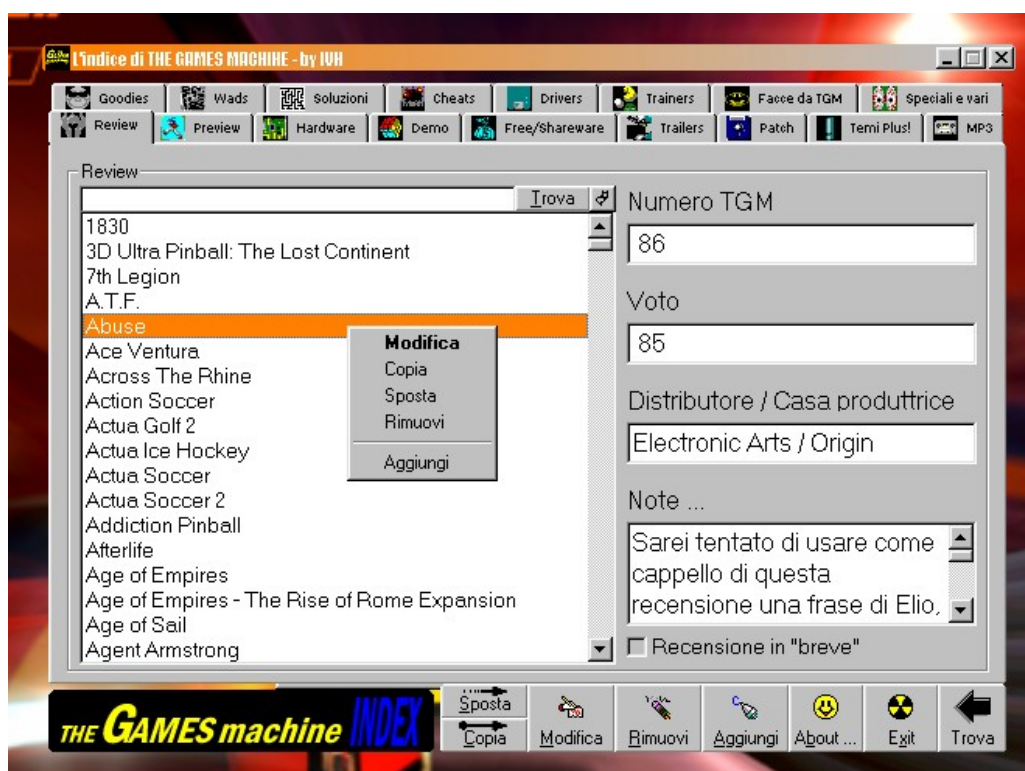 L'indice di THE GAMES MACHINE - by IVH
Goodies Wads Soluzioni Cheats Drivers Trainers Facce da TGM Speciali e vari
Review Preview Hardware Demo Free/Shareware Trailers Patch Temi Plus! MP3
Review
Trova
1830
3D Ultra Pinball: The Lost Continent
7th Legion
A.T.F.
Abuse
Ace Ventura
Across The Rhine
Action Soccer
Actua Golf 2
Actua Ice Hockey
Actua Soccer
Actua Soccer 2
Addiction Pinball
Afterlife
Age of Empires
Age of Empires - The Rise of Rome Expansion
Age of Sail
Agent Armstrong
Modifica
Copia
Sposta
Rimuovi
Aggiungi
Numero TGM
86
Voto
85
Distributore / Casa produttrice
Electronic Arts / Origin
Note ...
Sarei tentato di usare come
cappello di questa
recensione una frase di Elio,
Recensione in "breve"
THE GAMES machine INDEX
Sposta
Copia
Modifica Rimuovi Aggiungi About ... Exit Trova